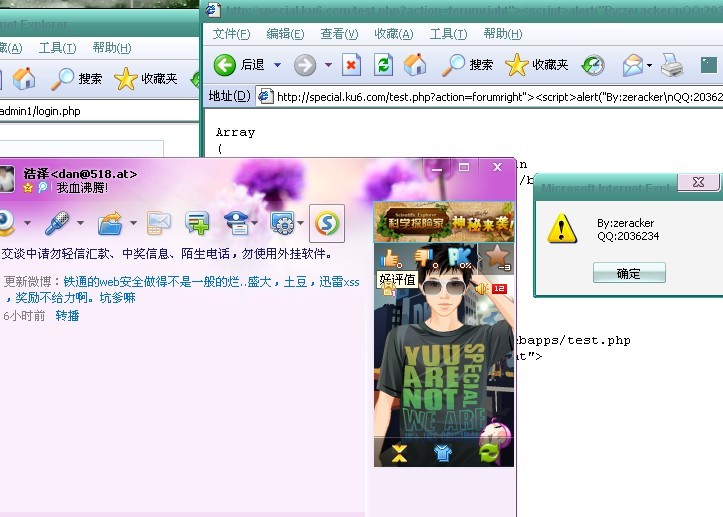 ernet Explorer
http://special.ku6.com/test.php?action=forumright"><script>alert("By:zeracker\nQQ:2036
藏(A) 工具(T) 帮助(H)
文件(F) 编辑(E) 查看(V) 收藏(A) 工具(T) 帮助(H)
搜索 收藏夹
后退 搜索 收藏夹
admin1/login.php
地址(D) http://special.ku6.com/test.php?action=forumright"><script>alert("By:zeracker\nQQ:20362
Array
(
in
/b
浩泽<dan@518.at>
我血沸腾!
交谈中请勿轻信汇款、中奖信息、陌生电话，勿使用外挂软件。
更新微博：铁通的web安全做得不是一般的烂..盛大，土豆，迅雷xss
，奖励不给力啊。坑爹嘛
6小时前 转播
Scientific Explorer
科学探险家 神秘来袭!
0% -3
好评值
12
YUU
ARE
NOT
WE ARE
SPECIAL
Microsoft Internet Expl
By:zeracker
QQ:2036234
确定
ebapps/test.php
ht">